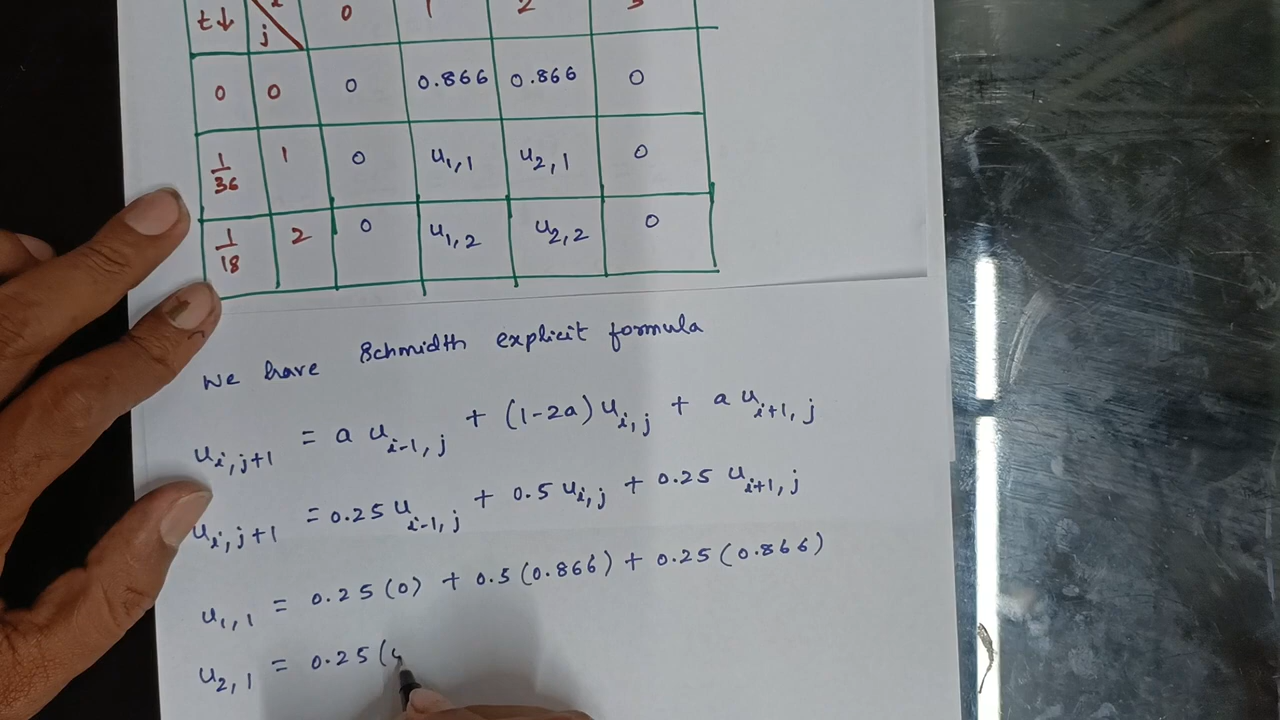 t↓ j 0 1 2 3
0 0 0 0.866 0.866 0
1/36 1 0 u1,1 u2,1 0
1/18 2 0 u1,2 u2,2 0
We have Schmidth explicit formula
ui,j+1 = a ui-1,j + (1-2a) ui,j + a ui+1,j
ui,j+1 = 0.25 ui-1,j + 0.5 ui,j + 0.25 ui+1,j
u1,1 = 0.25(0) + 0.5(0.866) + 0.25(0.866)
u2,1 = 0.25(